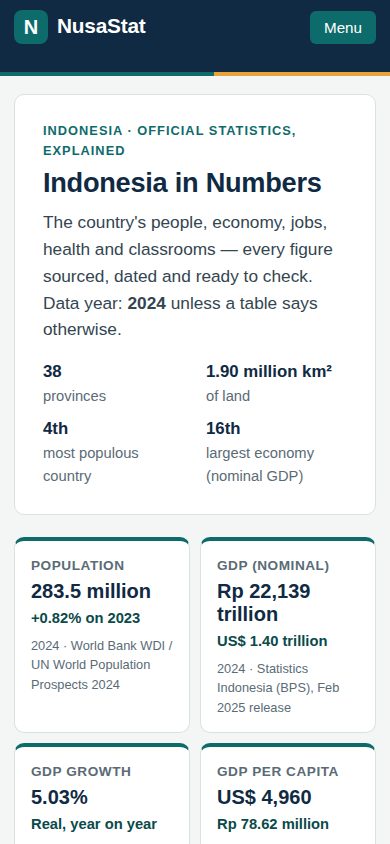 N NusaStat
Menu
INDONESIA · OFFICIAL STATISTICS,
EXPLAINED
Indonesia in Numbers
The country's people, economy, jobs,
health and classrooms — every figure
sourced, dated and ready to check.
Data year: 2024 unless a table says
otherwise.
38
provinces
1.90 million km²
of land
4th
most populous
country
16th
largest economy
(nominal GDP)
POPULATION
283.5 million
+0.82% on 2023
2024 · World Bank WDI /
UN World Population
Prospects 2024
GDP (NOMINAL)
Rp 22,139
trillion
US$ 1.40 trillion
2024 · Statistics
Indonesia (BPS), Feb
2025 release
GDP GROWTH
5.03%
Real, year on year
GDP PER CAPITA
US$ 4,960
Rp 78.62 million